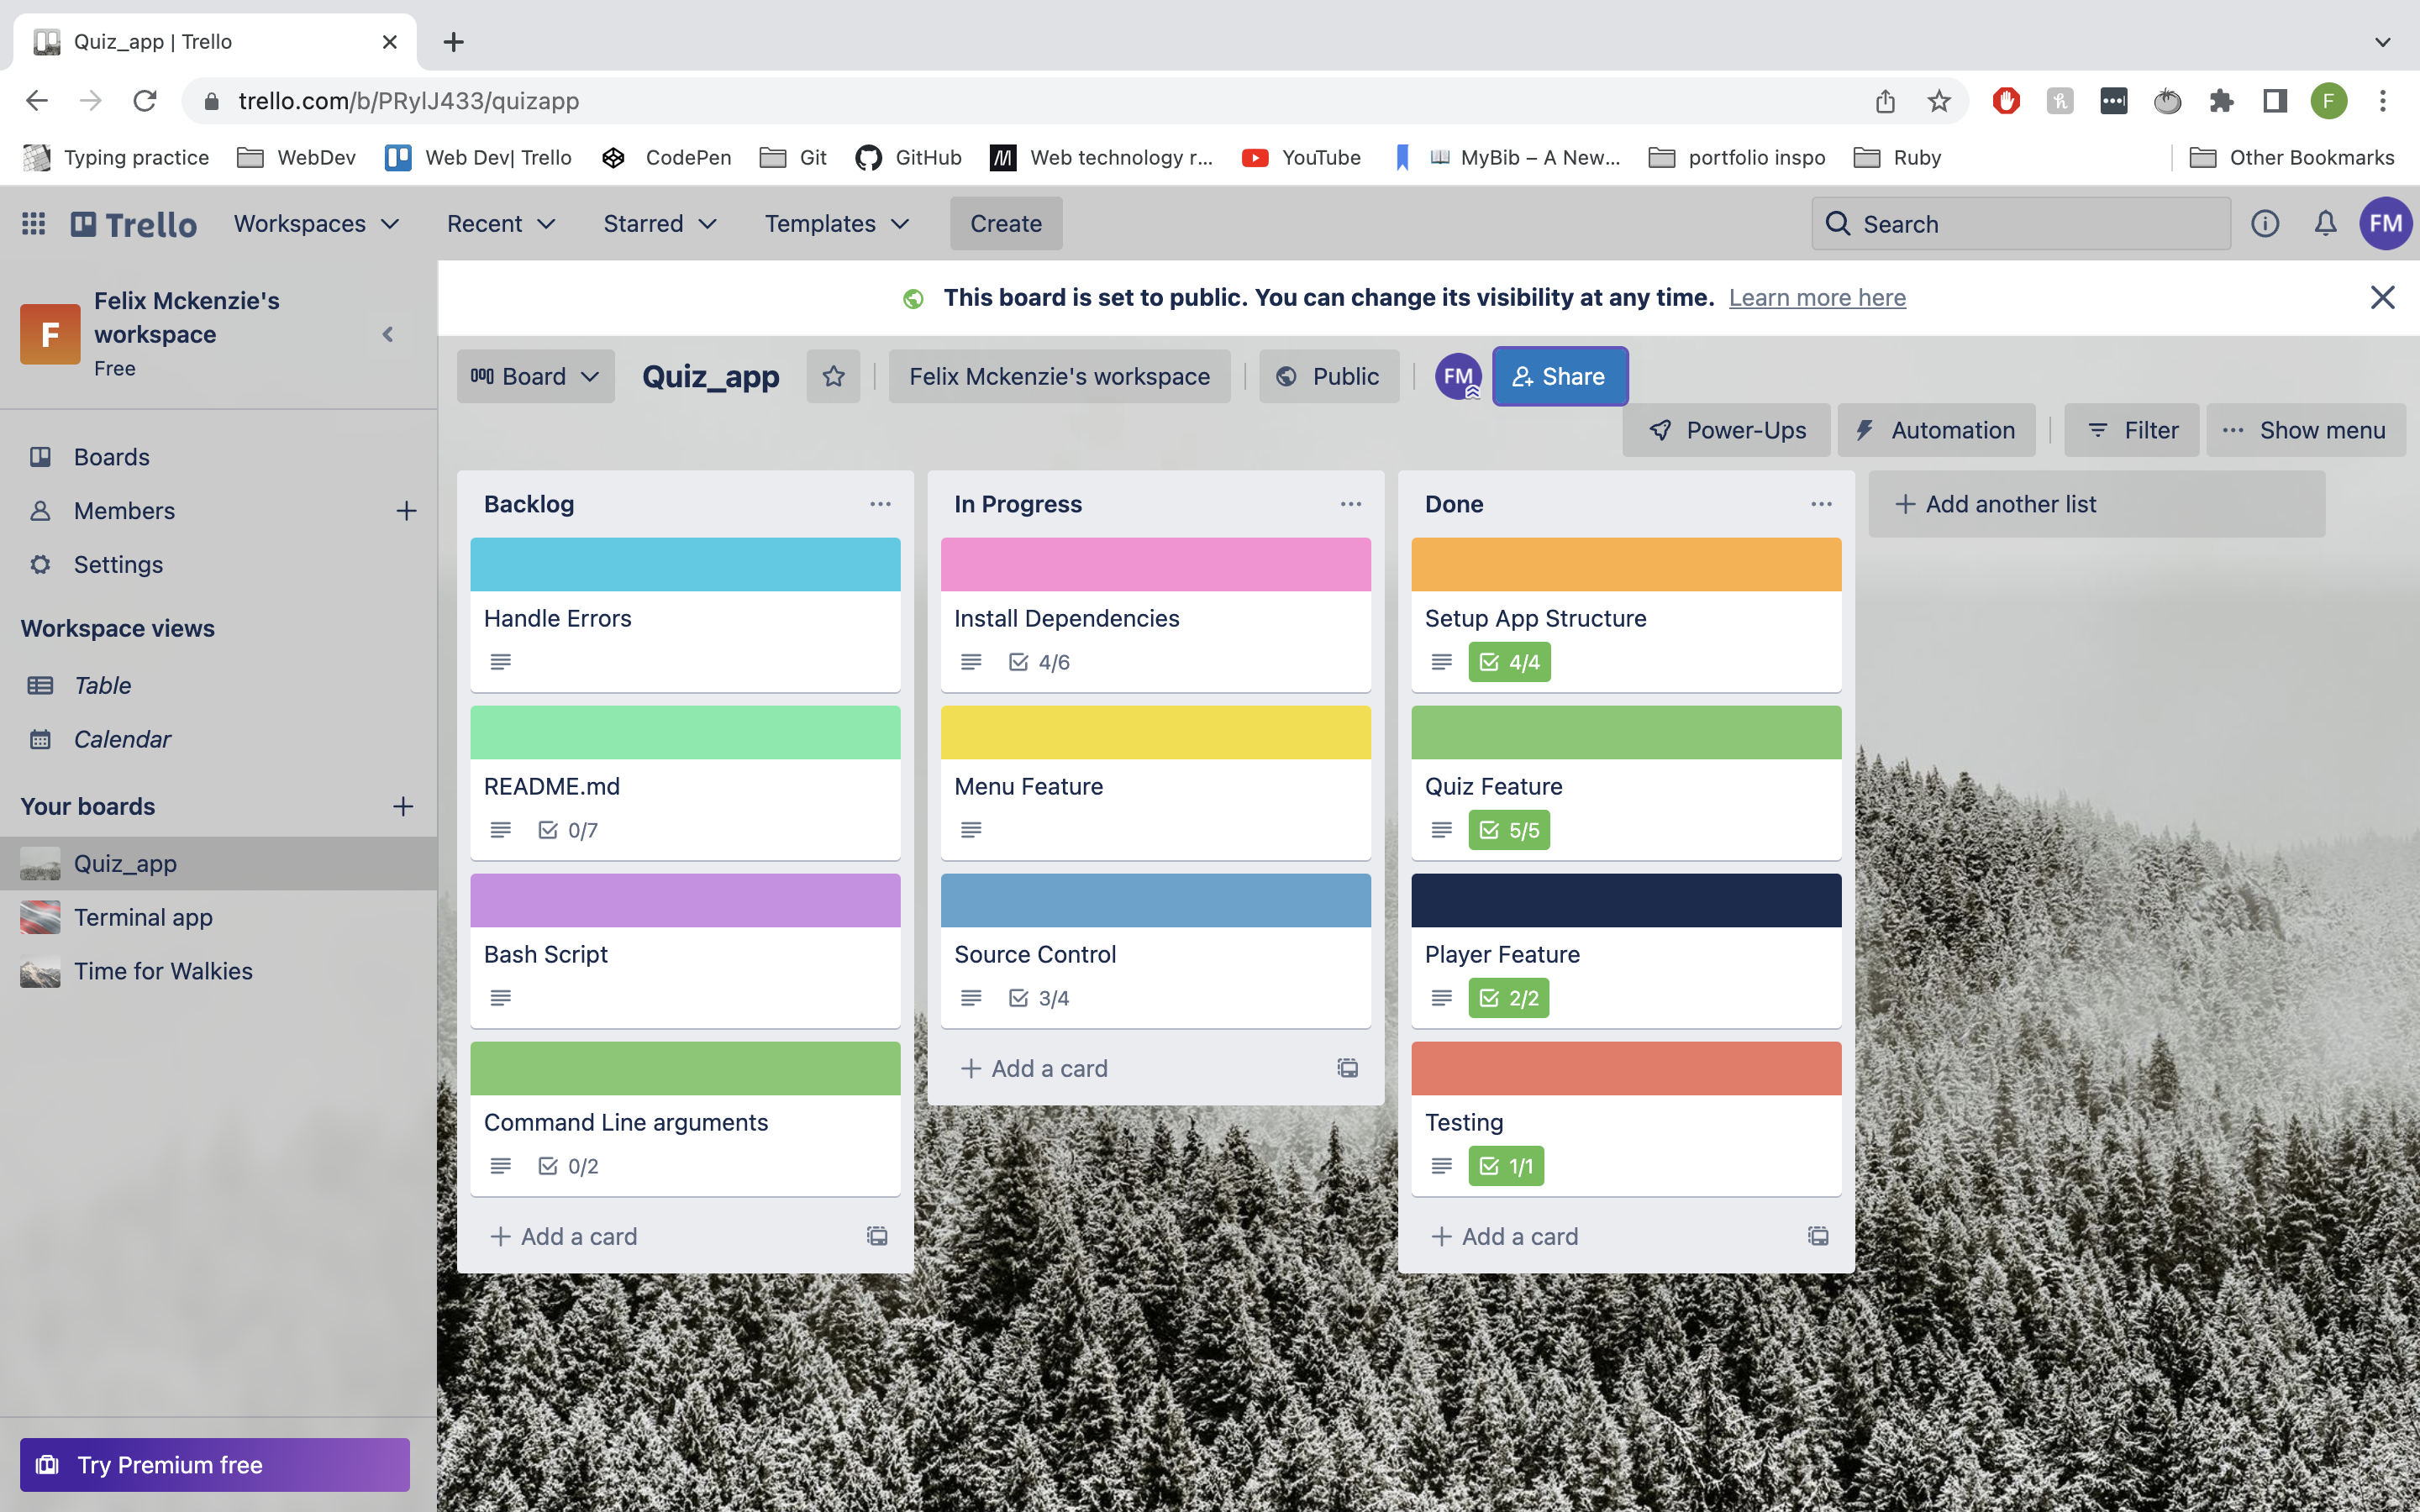 Quiz_app | Trello
trello.com/b/PRylJ433/quizapp
F
Typing practice WebDev Web Dev| Trello CodePen Git GitHub Web technology r... YouTube MyBib – A New... portfolio inspo Ruby Other Bookmarks
Trello Workspaces Recent Starred Templates Create Search FM
F
Felix Mckenzie's
workspace
Free
This board is set to public. You can change its visibility at any time. Learn more here
Board Quiz_app Felix Mckenzie's workspace Public FM Share
Power-Ups Automation Filter Show menu
Boards
Members
Settings
Workspace views
Table
Calendar
Your boards
Quiz_app
Terminal app
Time for Walkies
Try Premium free
Backlog
Handle Errors
README.md
0/7
Bash Script
Command Line arguments
0/2
Add a card
In Progress
Install Dependencies
4/6
Menu Feature
Source Control
3/4
Add a card
Done
Setup App Structure
4/4
Quiz Feature
5/5
Player Feature
2/2
Testing
1/1
Add a card
Add another list